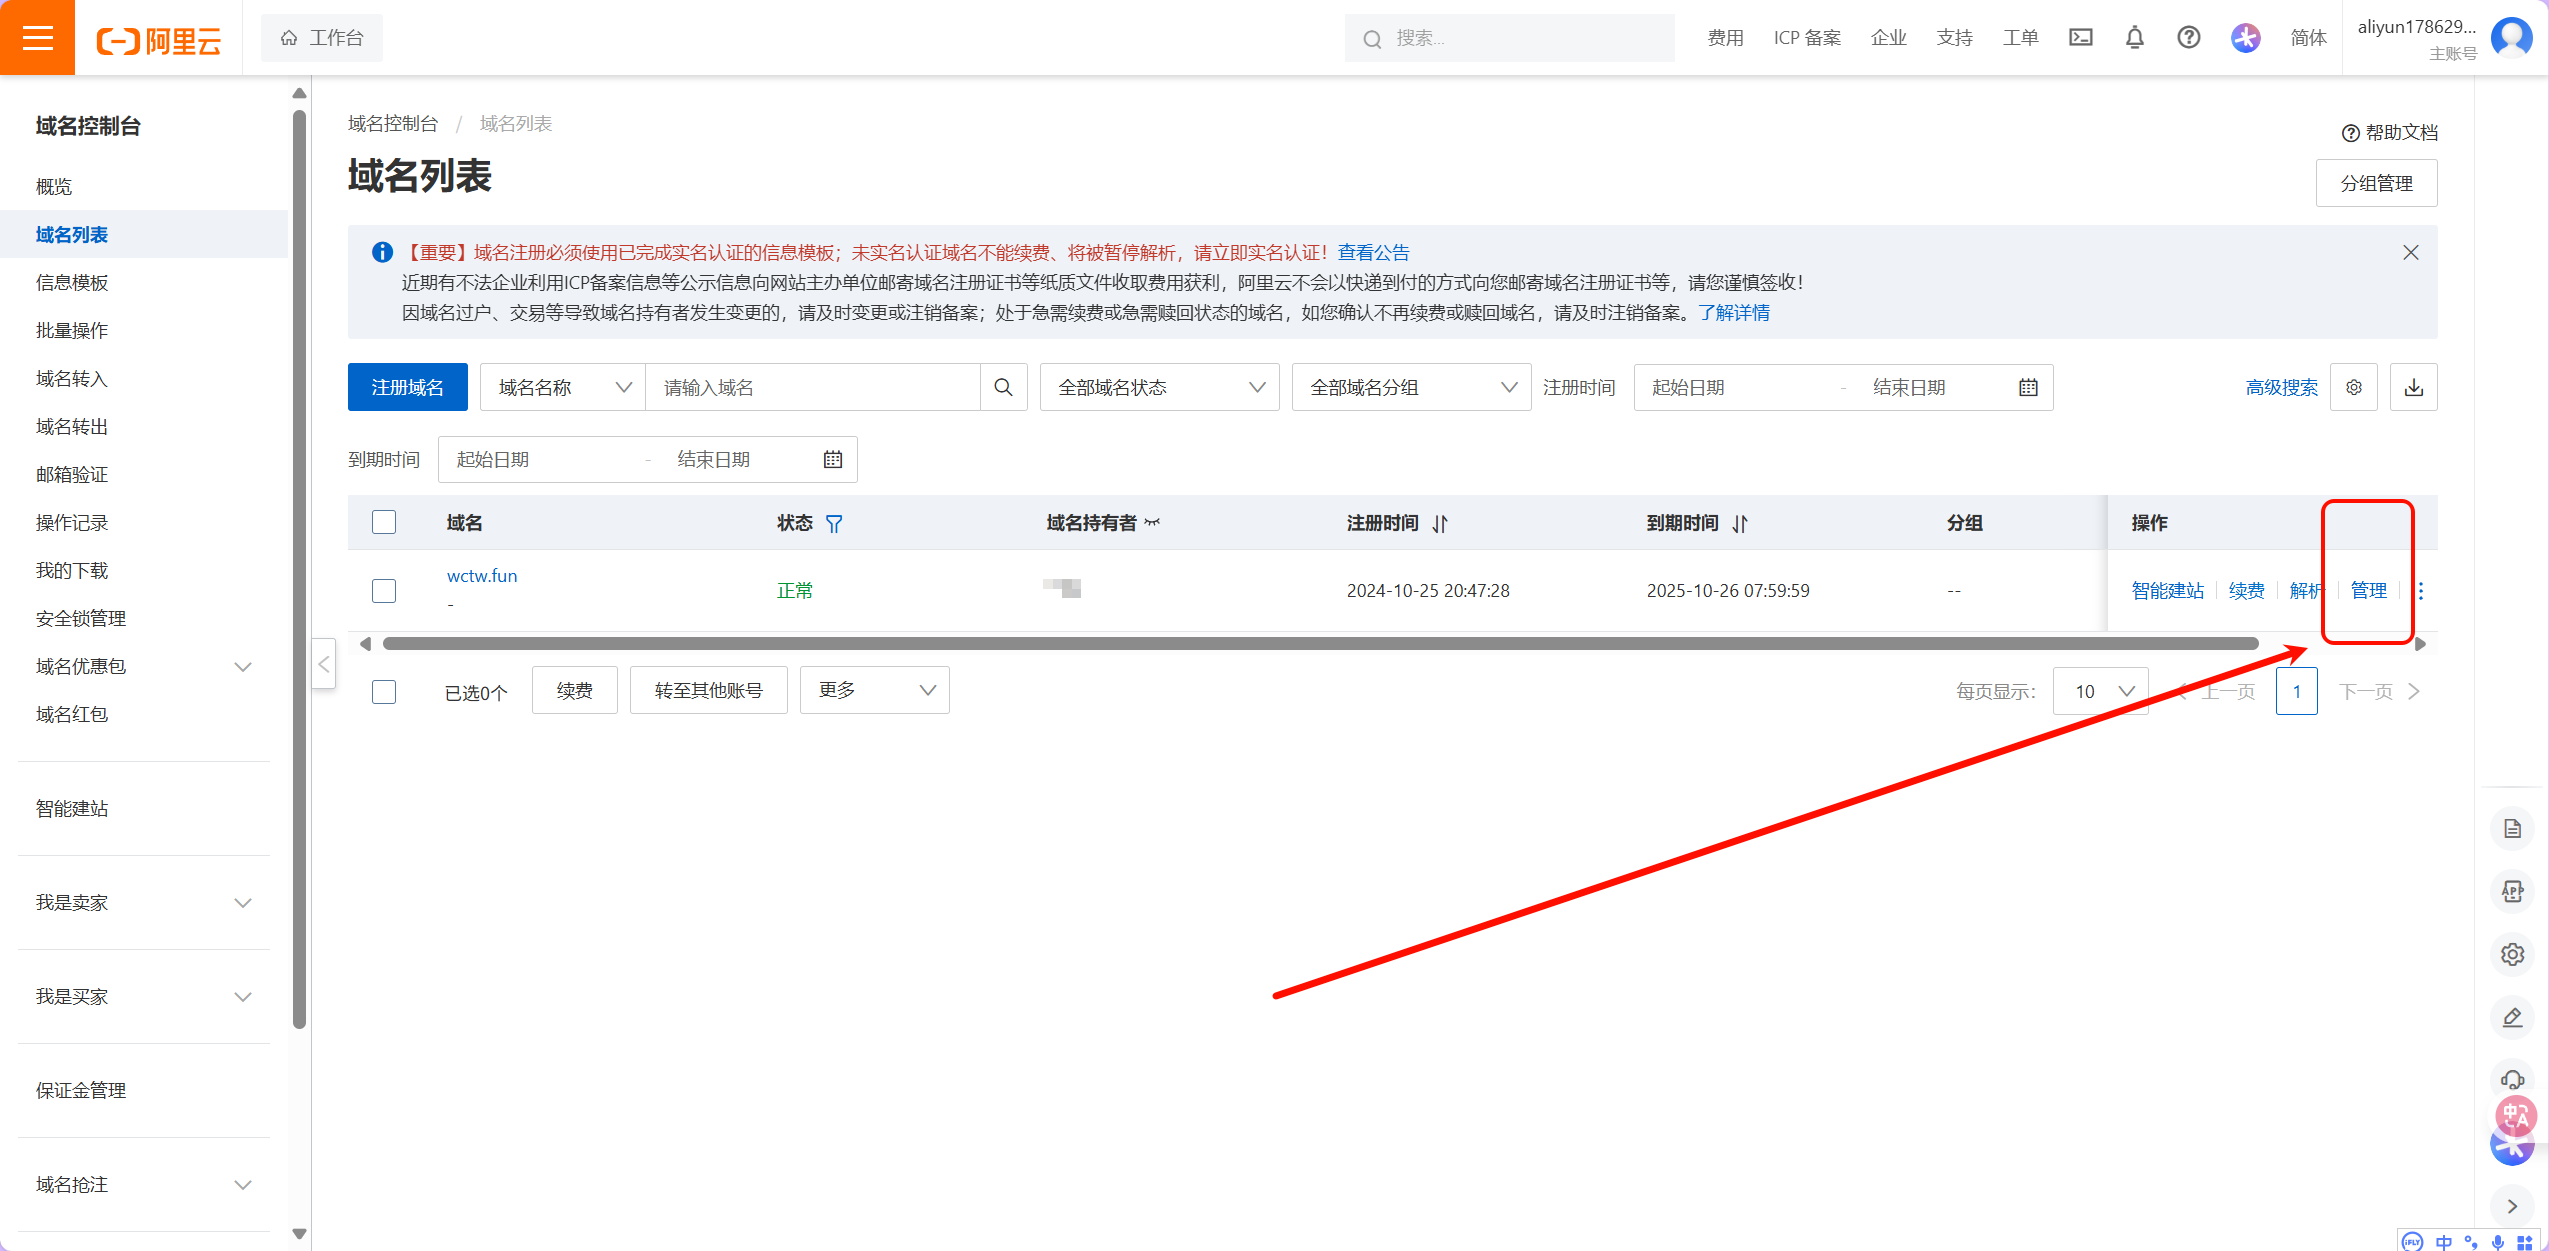 阿里云
工作台
搜索...
费用
ICP 备案
企业
支持
工单
简体
aliyun178629...
主账号
域名控制台
概览
域名列表
信息模板
批量操作
域名转入
域名转出
邮箱验证
操作记录
我的下载
安全锁管理
域名优惠包
域名红包
智能建站
我是卖家
我是买家
保证金管理
域名抢注
域名控制台 / 域名列表
帮助文档
域名列表
分组管理
【重要】域名注册必须使用已完成实名认证的信息模板；未实名认证域名不能续费、将被暂停解析，请立即实名认证！查看公告
近期有不法企业利用ICP备案信息等公示信息向网站主办单位邮寄域名注册证书等纸质文件收取费用获利，阿里云不会以快递到付的方式向您邮寄域名注册证书等，请您谨慎签收！
因域名过户、交易等导致域名持有者发生变更的，请及时变更或注销备案；处于急需续费或急需赎回状态的域名，如您确认不再续费或赎回域名，请及时注销备案。了解详情
注册域名 域名名称 请输入域名 全部域名状态 全部域名分组 注册时间 起始日期 - 结束日期 高级搜索
到期时间 起始日期 - 结束日期
域名 状态 域名持有者 注册时间 到期时间 分组 操作
wctw.fun 正常 2024-10-25 20:47:28 2025-10-26 07:59:59 -- 智能建站 续费 解析 管理
-
已选0个 续费 转至其他账号 更多 每页显示： 10 上一页 1 下一页
APP
中A
iFLY 中